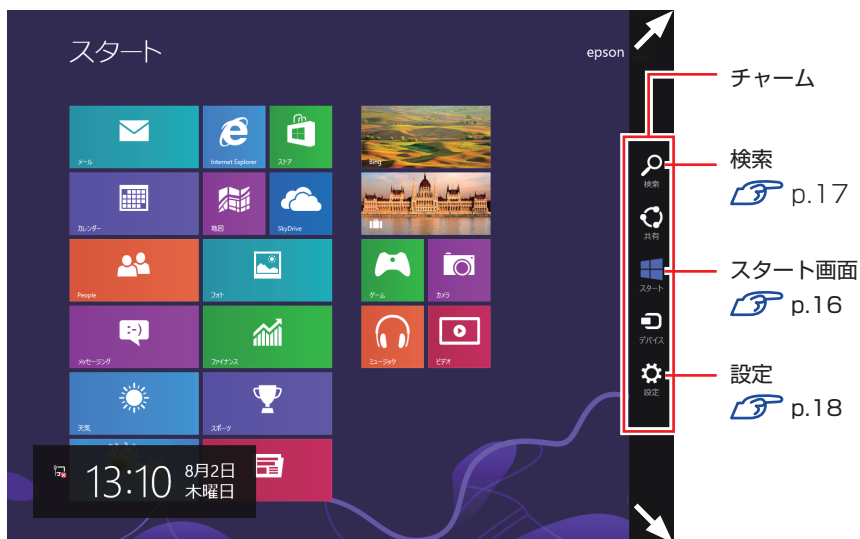 スタート
epson
メール
Internet Explorer
ストア
Bing
カレンダー
地図
SkyDrive
People
フォト
ゲーム
カメラ
メッセージング
:-)
ファイナンス
ミュージック
ビデオ
天気
スポーツ
13:10
8月2日
木曜日
検索
共有
スタート
デバイス
設定
チャーム
検索
p.17
スタート画面
p.16
設定
p.18